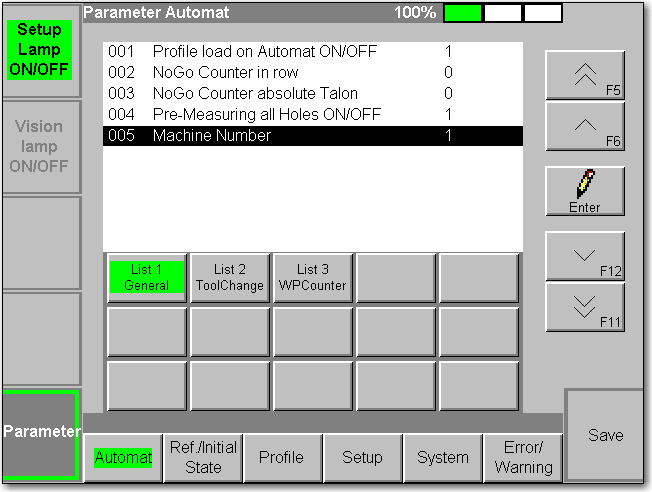 Parameter Automat 100%
Setup
Lamp
ON/OFF
Vision
lamp
ON/OFF
Parameter
001 Profile load on Automat ON/OFF 1
002 NoGo Counter in row 0
003 NoGo Counter absolute Talon 0
004 Pre-Measuring all Holes ON/OFF 1
005 Machine Number 1
F5
F6
Enter
F12
F11
List 1
General
List 2
ToolChange
List 3
WPCounter
Automat
Ref./Initial
State
Profile
Setup
System
Error/
Warning
Save